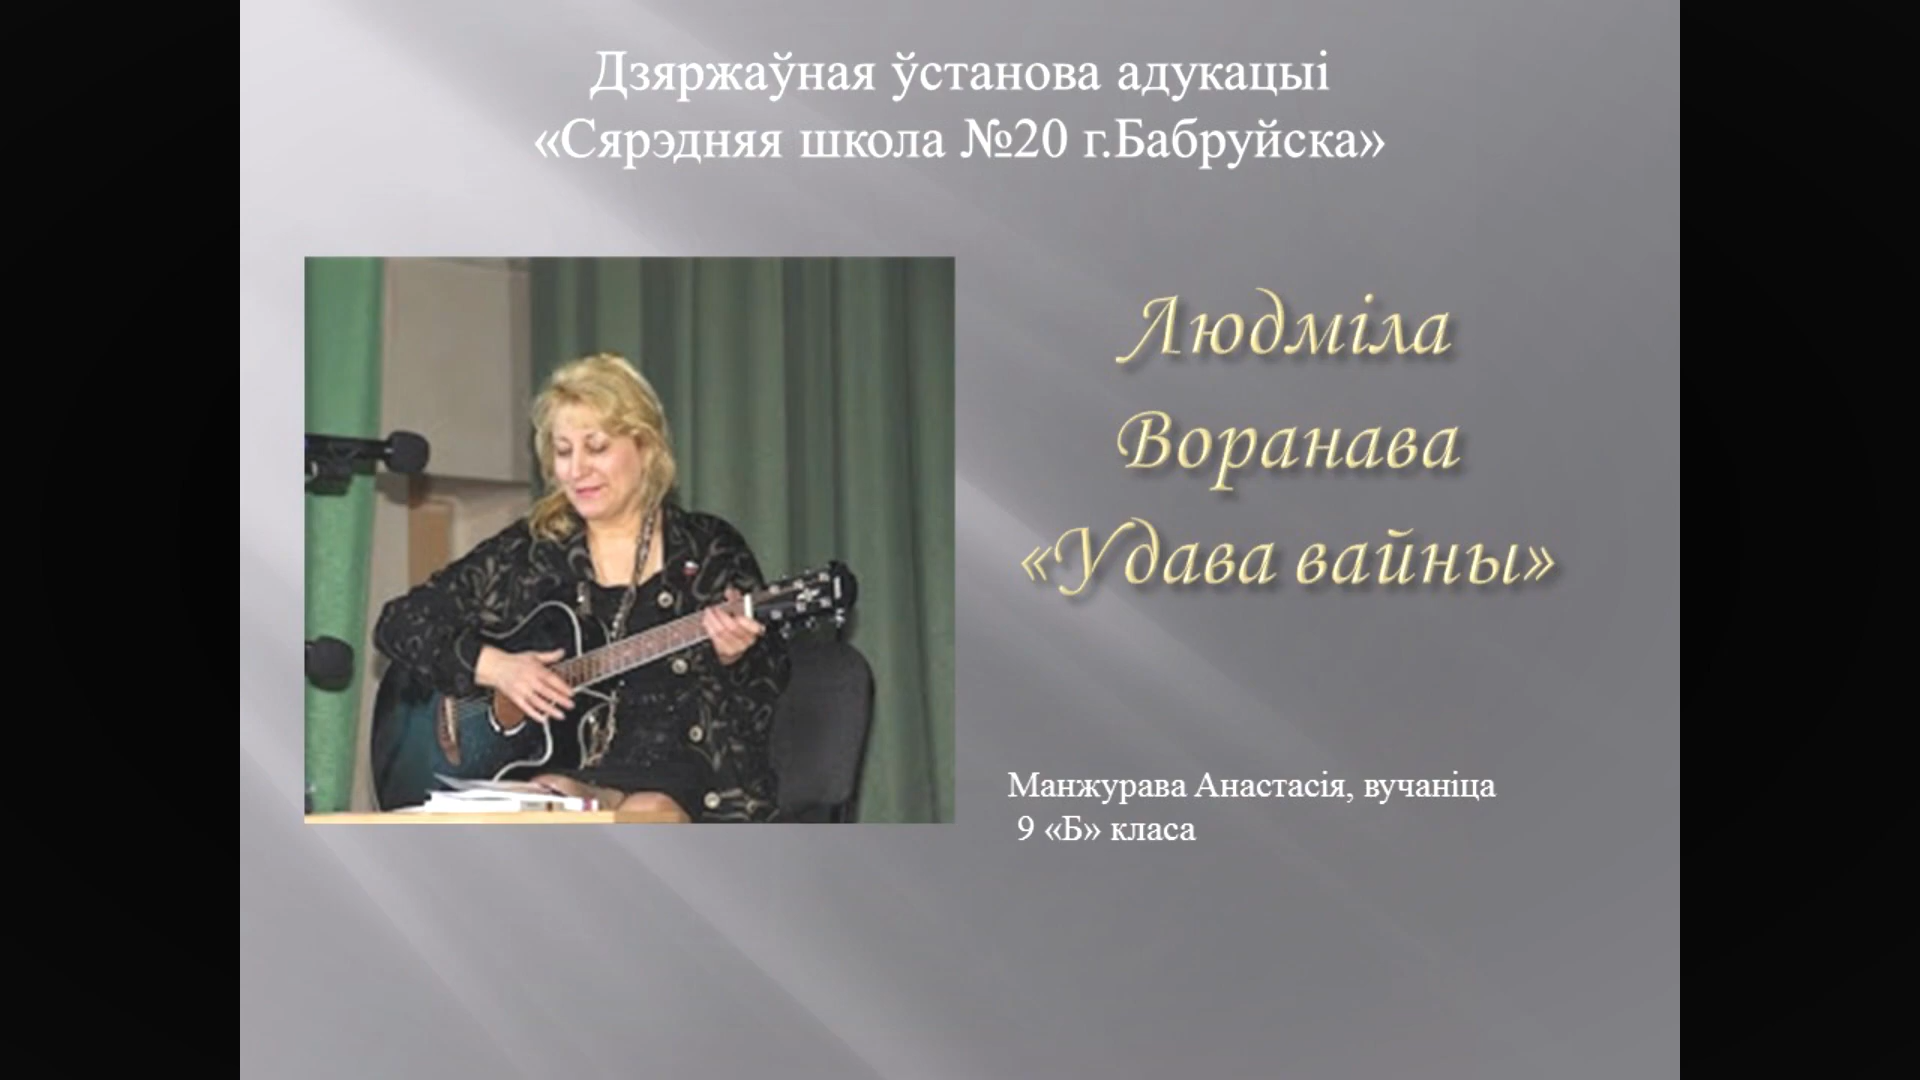 Дзяржаўная ўстанова адукацыі
«Сярэдняя школа №20 г.Бабруйска»
Людміла
Воранава
«Удава вайны»
Манжурава Анастасія, вучаніца
9 «Б» класа